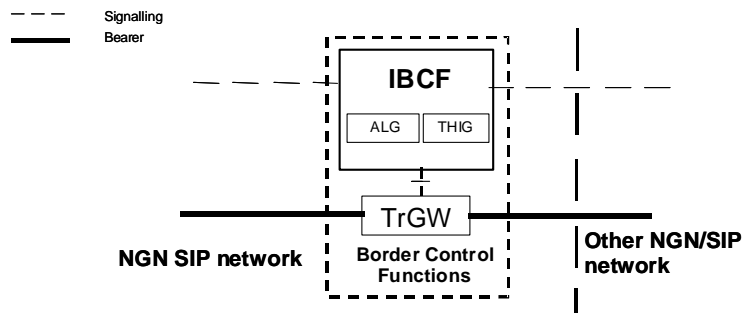 Signalling
Bearer
IBCF
ALG
THIG
TrGW
NGN SIP network
Border Control
Functions
Other NGN/SIP
network